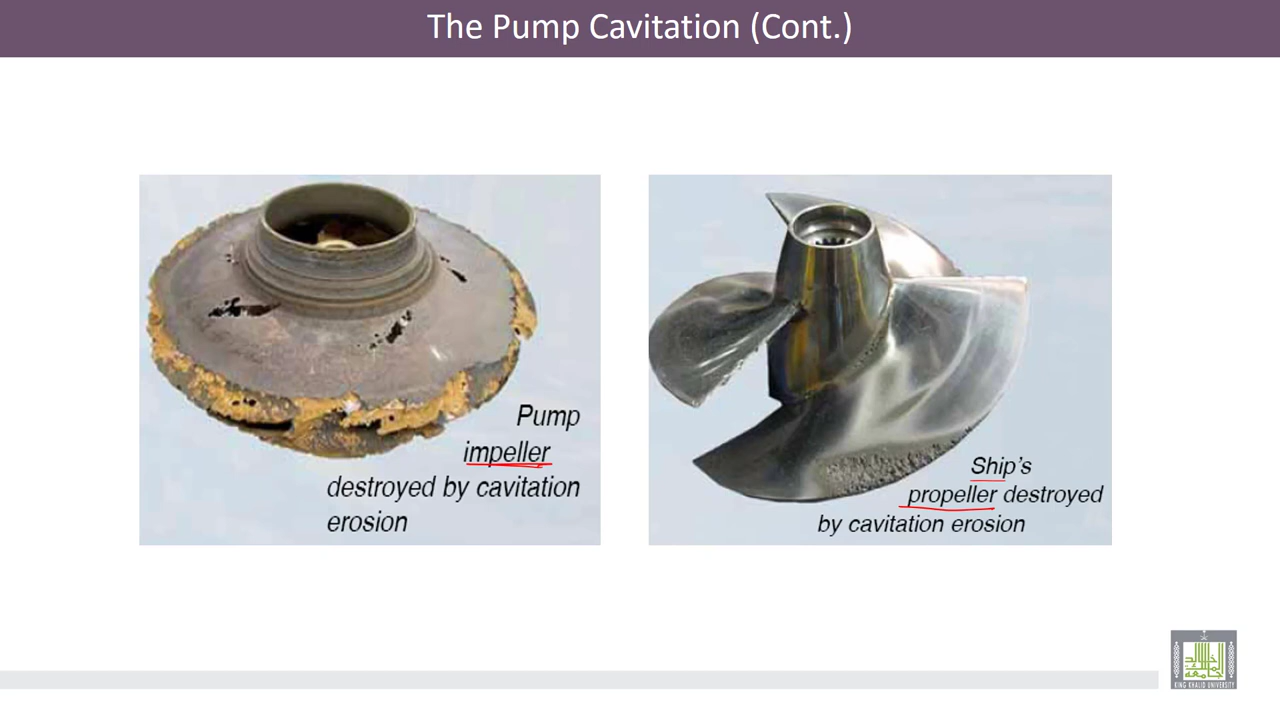 The Pump Cavitation (Cont.)
Pump
impeller
destroyed by cavitation
erosion
Ship's
propeller destroyed
by cavitation erosion
KING KHALID UNIVERSITY